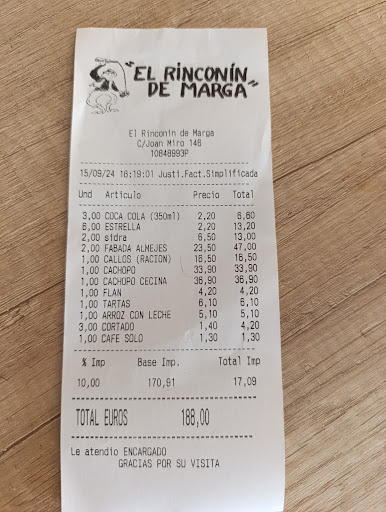 "EL RINCONÍN
DE MARGA"
El Rinconin de Marga
C/Joan Miro 146
10848993P
15/09/24 16:19:01 Justi.Fact.Simplificada
Und Artículo Precio Total
3,00 COCA COLA (350ml) 2,20 6,60
6,00 ESTRELLA 2,20 13,20
2,00 sidra 6,50 13,00
2,00 FABADA ALMEJES 23,50 47,00
1,00 CALLOS (RACION) 16,50 16,50
1,00 CACHOPO 33,90 33,90
1,00 CACHOPO CECINA 36,90 36,90
1,00 FLAN 4,20 4,20
1,00 TARTAS 6,10 6,10
1,00 ARROZ CON LECHE 5,10 5,10
3,00 CORTADO 1,40 4,20
1,00 CAFE SOLO 1,30 1,30
% Imp Base Imp. Total Imp
10,00 170,91 17,09
TOTAL EUROS 188,00
Le atendio ENCARGADO
GRACIAS POR SU VISITA